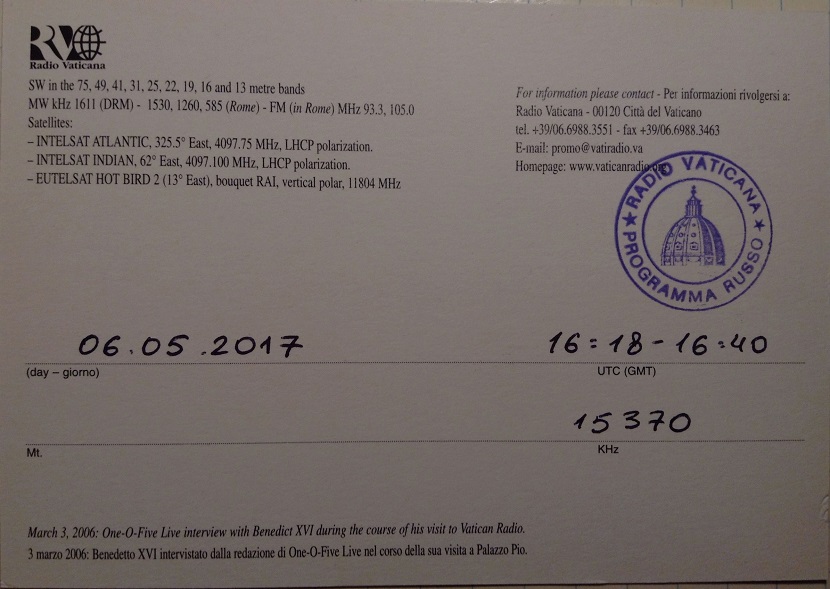 RVO
Radio Vaticana
SW in the 75, 49, 41, 31, 25, 22, 19, 16 and 13 metre bands
MW kHz 1611 (DRM) - 1530, 1260, 585 (Rome) - FM (in Rome) MHz 93.3, 105.0
Satellites:
– INTELSAT ATLANTIC, 325.5° East, 4097.75 MHz, LHCP polarization.
– INTELSAT INDIAN, 62° East, 4097.100 MHz, LHCP polarization.
– EUTELSAT HOT BIRD 2 (13° East), bouquet RAI, vertical polar, 11804 MHz
For information please contact - Per informazioni rivolgersi a:
Radio Vaticana - 00120 Città del Vaticano
tel. +39/06.6988.3551 - fax +39/06.6988.3463
E-mail: promo@vatiradio.va
Homepage: www.vaticanradio.org
RADIO VATICANA
PROGRAMMA RUSSO
06.05.2017
(day – giorno)
16:18-16:40
UTC (GMT)
15370
Mt.
KHz
March 3, 2006: One-O-Five Live interview with Benedict XVI during the course of his visit to Vatican Radio.
3 marzo 2006: Benedetto XVI intervistato dalla redazione di One-O-Five Live nel corso della sua visita a Palazzo Pio.